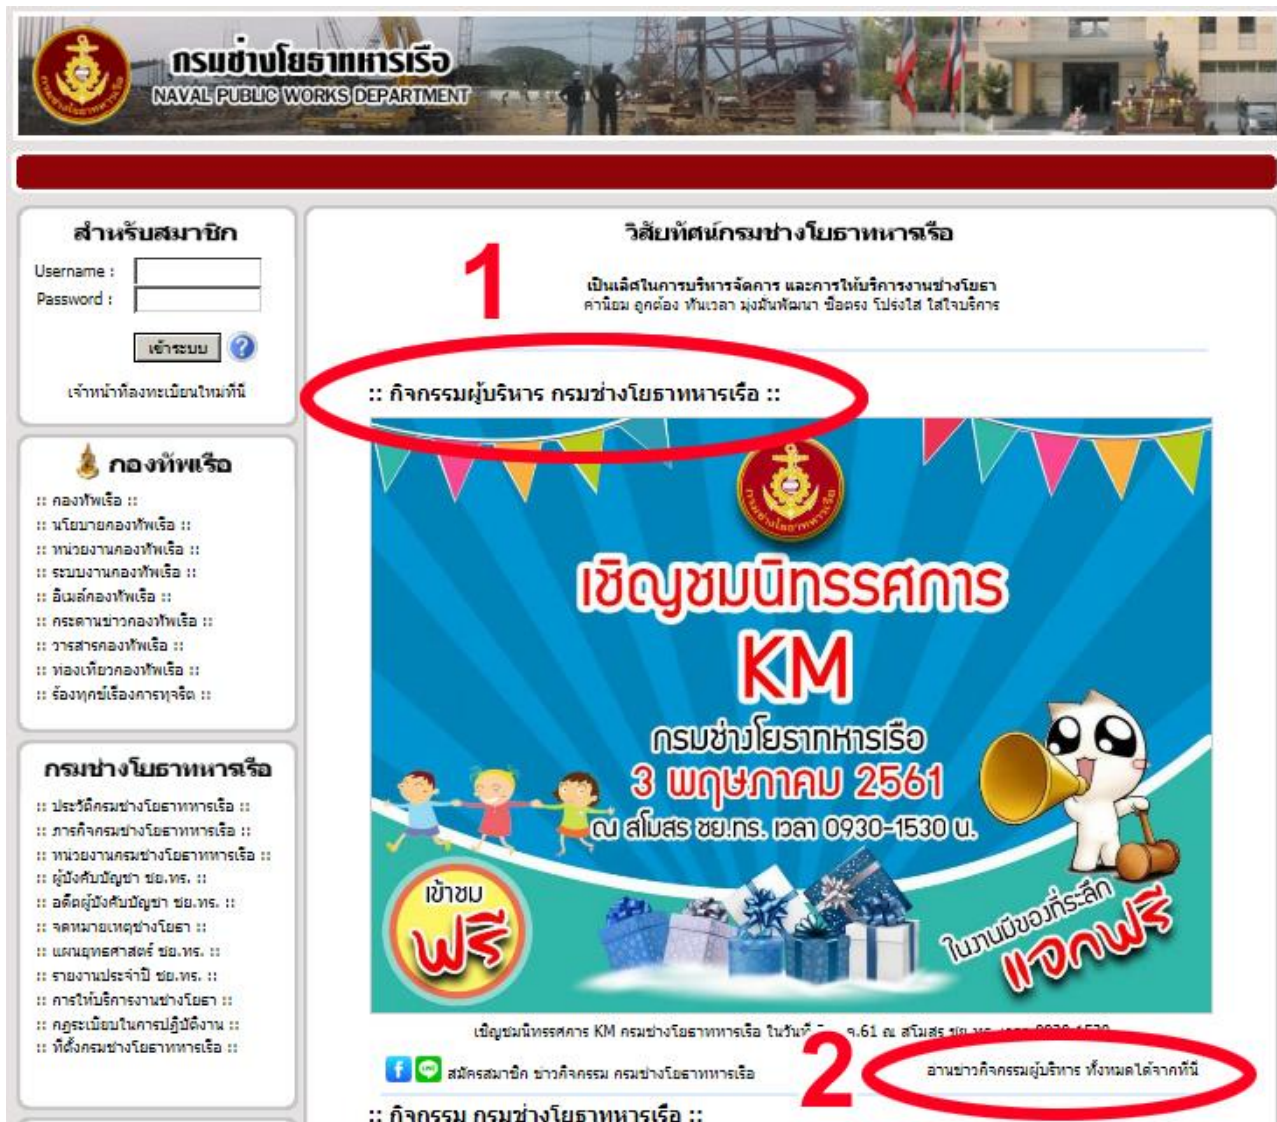 กรมช่างโยธาทหารเรือ
NAVAL PUBLIC WORKS DEPARTMENT
สำหรับสมาชิก
Username :
Password :
เข้าระบบ
เจ้าหน้าที่ลงทะเบียนใหม่ที่นี่
กองทัพเรือ
:: กองทัพเรือ ::
:: นโยบายกองทัพเรือ ::
:: หน่วยงานกองทัพเรือ ::
:: ระบบงานกองทัพเรือ ::
:: อีเมล์กองทัพเรือ ::
:: กระดานข่าวกองทัพเรือ ::
:: วารสารกองทัพเรือ ::
:: ท่องเที่ยวกองทัพเรือ ::
:: ร้องทุกข์เรื่องการทุจริต ::
กรมช่างโยธาทหารเรือ
:: ประวัติกรมช่างโยธาทหารเรือ ::
:: ภารกิจกรมช่างโยธาทหารเรือ ::
:: หน่วยงานกรมช่างโยธาทหารเรือ ::
:: ผู้บังคับบัญชา ชย.ทร. ::
:: อดีตผู้บังคับบัญชา ชย.ทร. ::
:: จดหมายเหตุช่างโยธา ::
:: แผนยุทธศาสตร์ ชย.ทร. ::
:: รายงานประจำปี ชย.ทร. ::
:: การให้บริการงานช่างโยธา ::
:: กฎระเบียบในการปฏิบัติงาน ::
:: ที่ตั้งกรมช่างโยธาทหารเรือ ::
วิสัยทัศน์กรมช่างโยธาทหารเรือ
1
เป็นเลิศในการบริหารจัดการ และการให้บริการงานช่างโยธา
ค่านิยม ถูกต้อง ทันเวลา มุ่งมั่นพัฒนา ซื่อตรง โปร่งใส ใส่ใจบริการ
:: กิจกรรมผู้บริหาร กรมช่างโยธาทหารเรือ ::
กรมช่างโยธาทหารเรือ
เชิญชมนิทรรศการ
KM
กรมช่างโยธาทหารเรือ
3 พฤษภาคม 2561
ณ สโมสร ชย.ทร. เวลา 0930-1530 น.
เข้าชม
ฟรี
ในงานมีของที่ระลึก
แจกฟรี
เชิญชมนิทรรศการ KM กรมช่างโยธาทหารเรือ ในวันที่ ค.61 ณ สโมสร ชย.ทร. เวลา 0930-1530
สมัครสมาชิก ข่าวกิจกรรม กรมช่างโยธาทหารเรือ
2
อ่านข่าวกิจกรรมผู้บริหาร ทั้งหมดได้จากที่นี่
:: กิจกรรม กรมช่างโยธาทหารเรือ ::